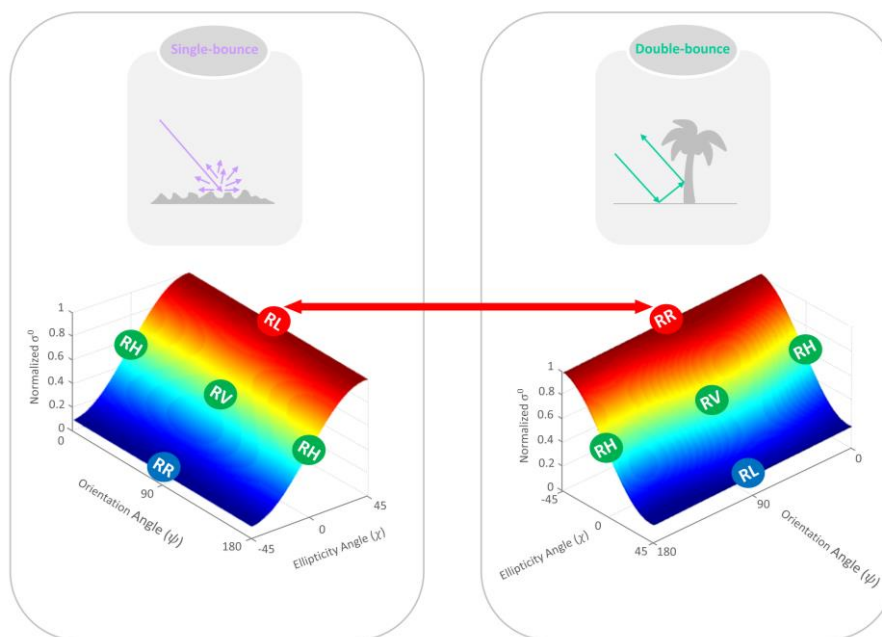 Single-bounce
Double-bounce
1
0.8
0.6
0.4
0.2
0
Normalized σ⁰
RL
RH
RV
RH
RR
0
90
180
Orientation Angle (ψ)
-45
0
45
Ellipticity Angle (χ)
RR
RH
RV
RH
RL
1
0.8
0.6
0.4
0.2
0
Normalized σ⁰
-45
0
45
Ellipticity Angle (χ)
180
90
0
Orientation Angle (ψ)